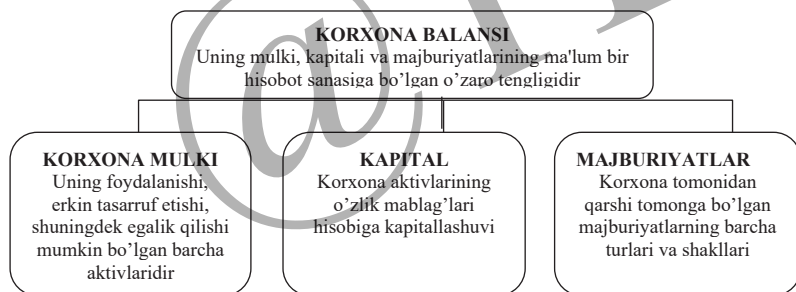 KORXONA BALANSI
Uning mulki, kapitali va majburiyatlarining ma'lum bir
hisobot sanasiga bo’lgan o’zaro tengligidir
KORXONA MULKI
Uning foydalanishi,
erkin tasarruf etishi,
shuningdek egalik qilishi
mumkin bo’lgan barcha
aktivlaridir
KAPITAL
Korxona aktivlarining
o’zlik mablag’lari
hisobiga kapitallashuvi
MAJBURIYATLAR
Korxona tomonidan
qarshi tomonga bo’lgan
majburiyatlarning barcha
turlari va shakllari